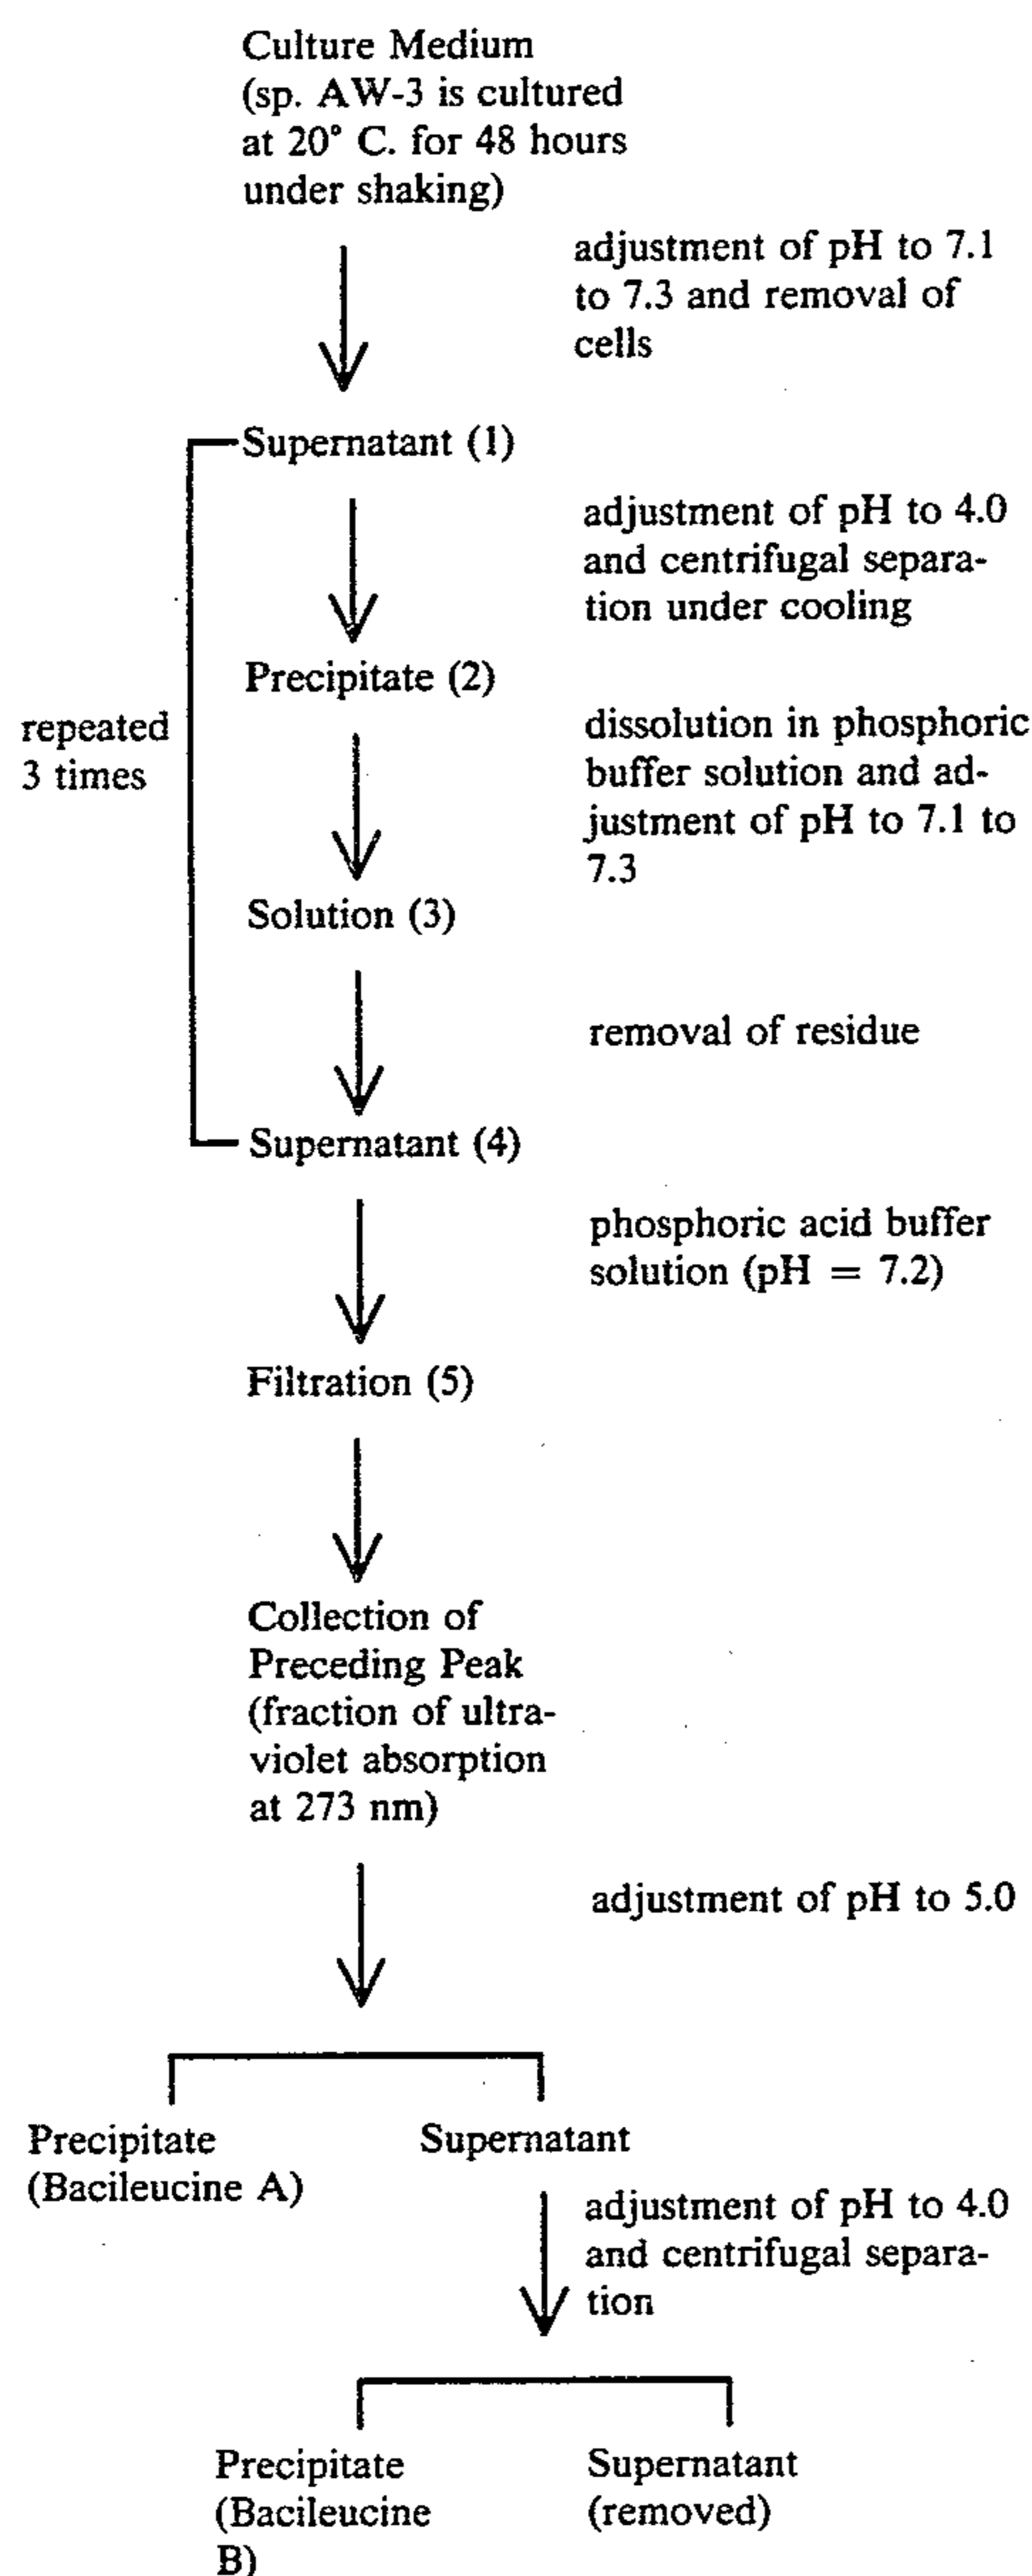 Culture Medium
(sp. AW-3 is cultured
at 20° C. for 48 hours
under shaking)
adjustment of pH to 7.1
to 7.3 and removal of
cells
Supernatant (1)
adjustment of pH to 4.0
and centrifugal separa-
tion under cooling
Precipitate (2)
repeated
3 times
dissolution in phosphoric
buffer solution and ad-
justment of pH to 7.1 to
7.3
Solution (3)
removal of residue
Supernatant (4)
phosphoric acid buffer
solution (pH = 7.2)
Filtration (5)
Collection of
Preceding Peak
(fraction of ultra-
violet absorption
at 273 nm)
adjustment of pH to 5.0
Precipitate
(Bacileucine A)
Supernatant
adjustment of pH to 4.0
and centrifugal separa-
tion
Precipitate
(Bacileucine
B)
Supernatant
(removed)